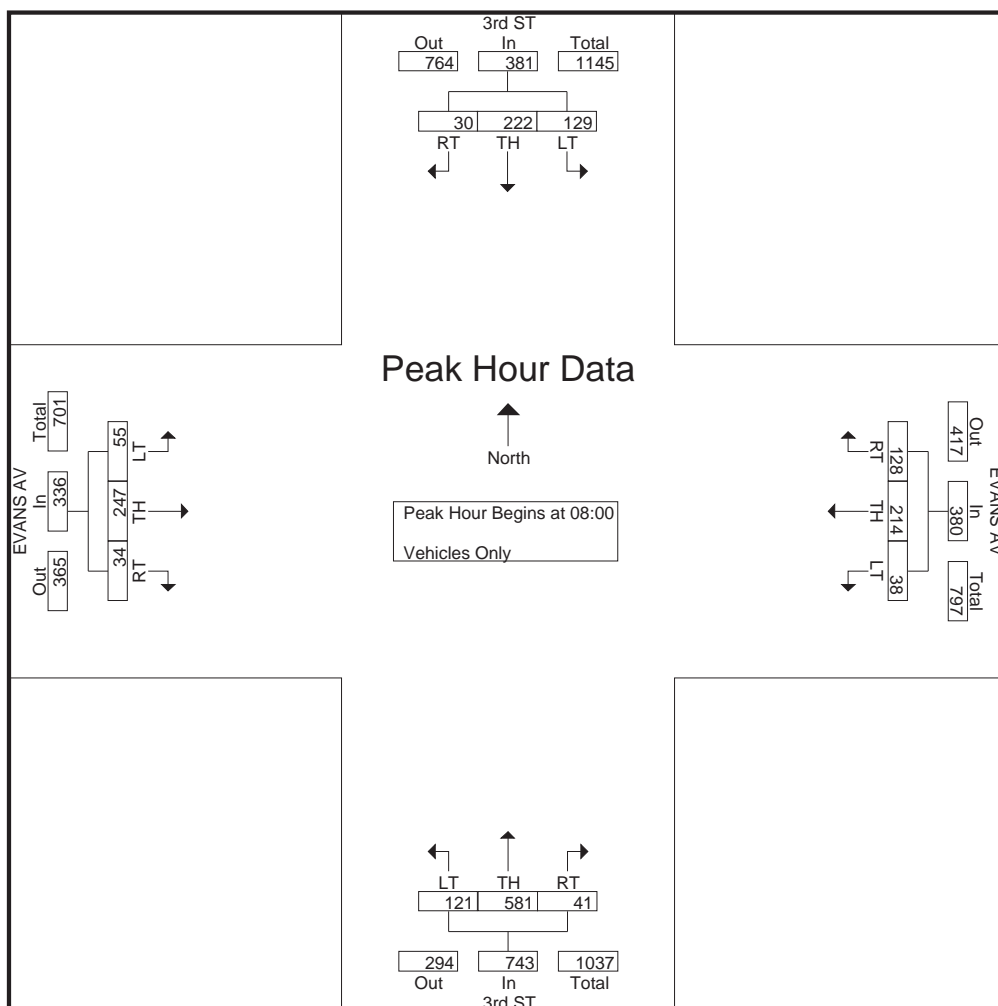 3rd ST
Out In Total
764 381 1145
30 222 129
RT TH LT
Peak Hour Data
North
Peak Hour Begins at 08:00
Vehicles Only
EVANS AV
Total In Out
701 336 365
55 247 34
LT TH RT
RT TH LT
128 214 38
Out In Total
417 380 797
EVANS AV
LT TH RT
121 581 41
294 743 1037
Out In Total
3rd ST